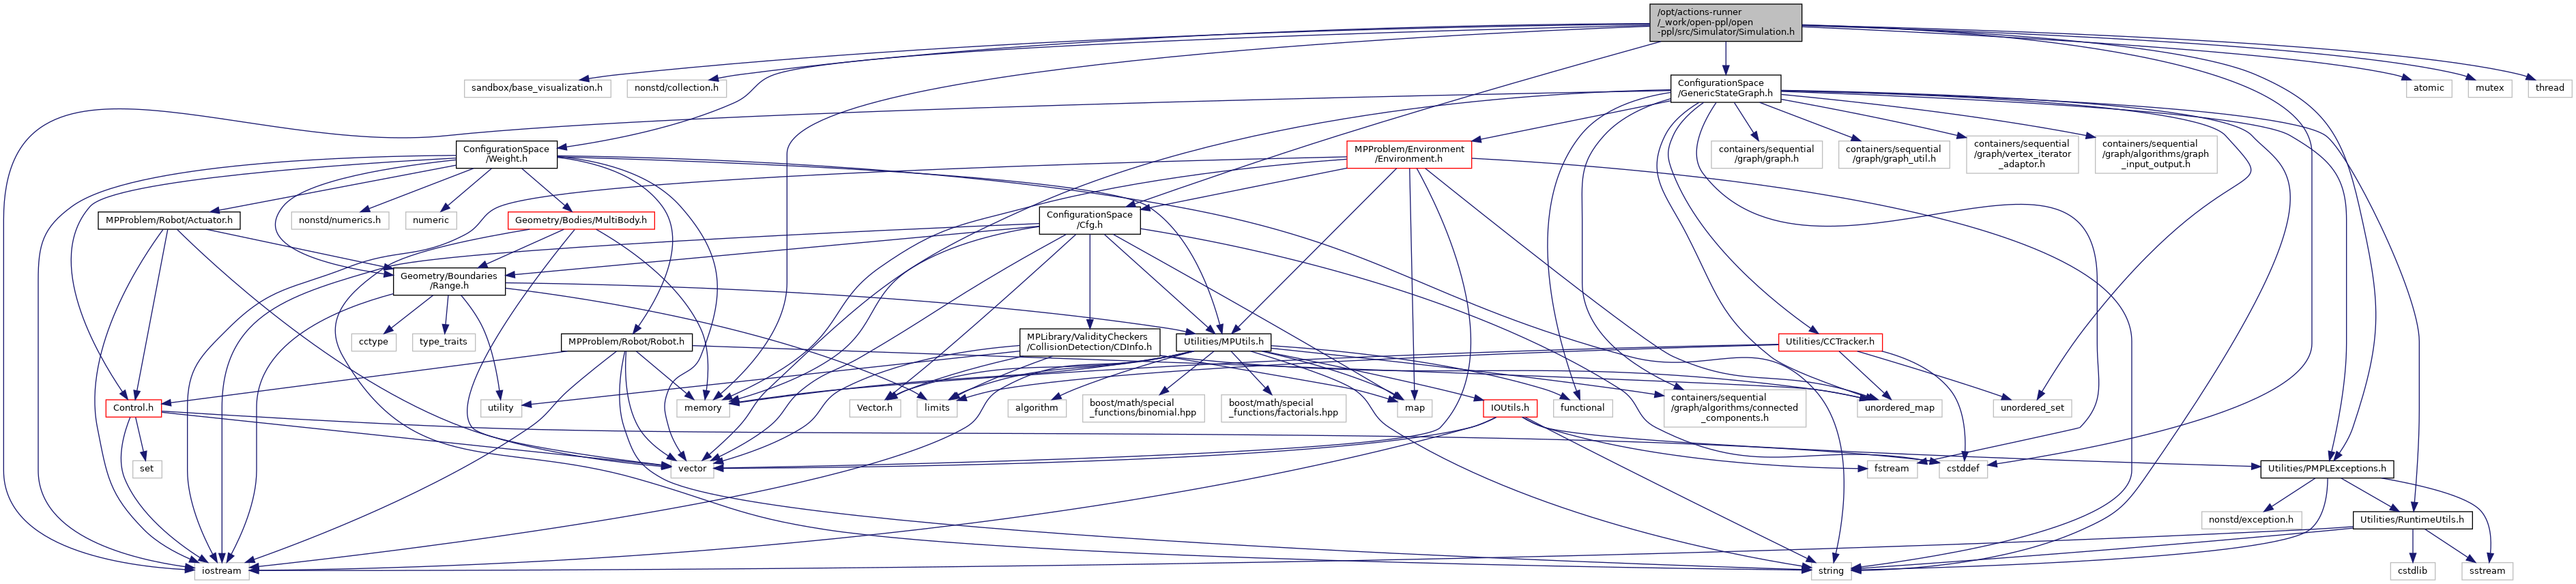 /opt/actions-runner
/_work/open-ppl/open
-ppl/src/Simulator/Simulation.h
sandbox/base_visualization.h
nonstd/collection.h
ConfigurationSpace
/GenericStateGraph.h
atomic
mutex
thread
ConfigurationSpace
/Weight.h
MPProblem/Environment
/Environment.h
containers/sequential
/graph/graph.h
containers/sequential
/graph/graph_util.h
containers/sequential
/graph/vertex_iterator
_adaptor.h
containers/sequential
/graph/algorithms/graph
_input_output.h
MPProblem/Robot/Actuator.h
nonstd/numerics.h
numeric
Geometry/Bodies/MultiBody.h
ConfigurationSpace
/Cfg.h
Geometry/Boundaries
/Range.h
cctype
type_traits
MPProblem/Robot/Robot.h
MPLibrary/ValidityCheckers
/CollisionDetection/CDInfo.h
Utilities/MPUtils.h
Utilities/CCTracker.h
Control.h
utility
memory
Vector.h
limits
algorithm
boost/math/special
_functions/binomial.hpp
boost/math/special
_functions/factorials.hpp
map
IOUtils.h
functional
containers/sequential
/graph/algorithms/connected
_components.h
unordered_map
unordered_set
set
vector
fstream
cstddef
Utilities/PMPLExceptions.h
nonstd/exception.h
Utilities/RuntimeUtils.h
iostream
string
cstdlib
sstream